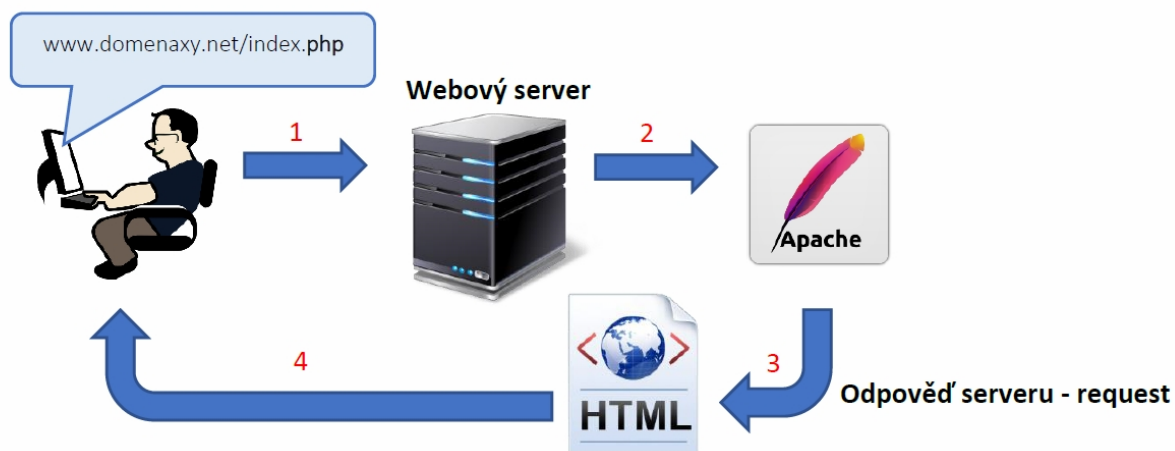 www.domenaxy.net/index.php
Webový server
1
2
Apache
3
Odpověď serveru - request
4
HTML